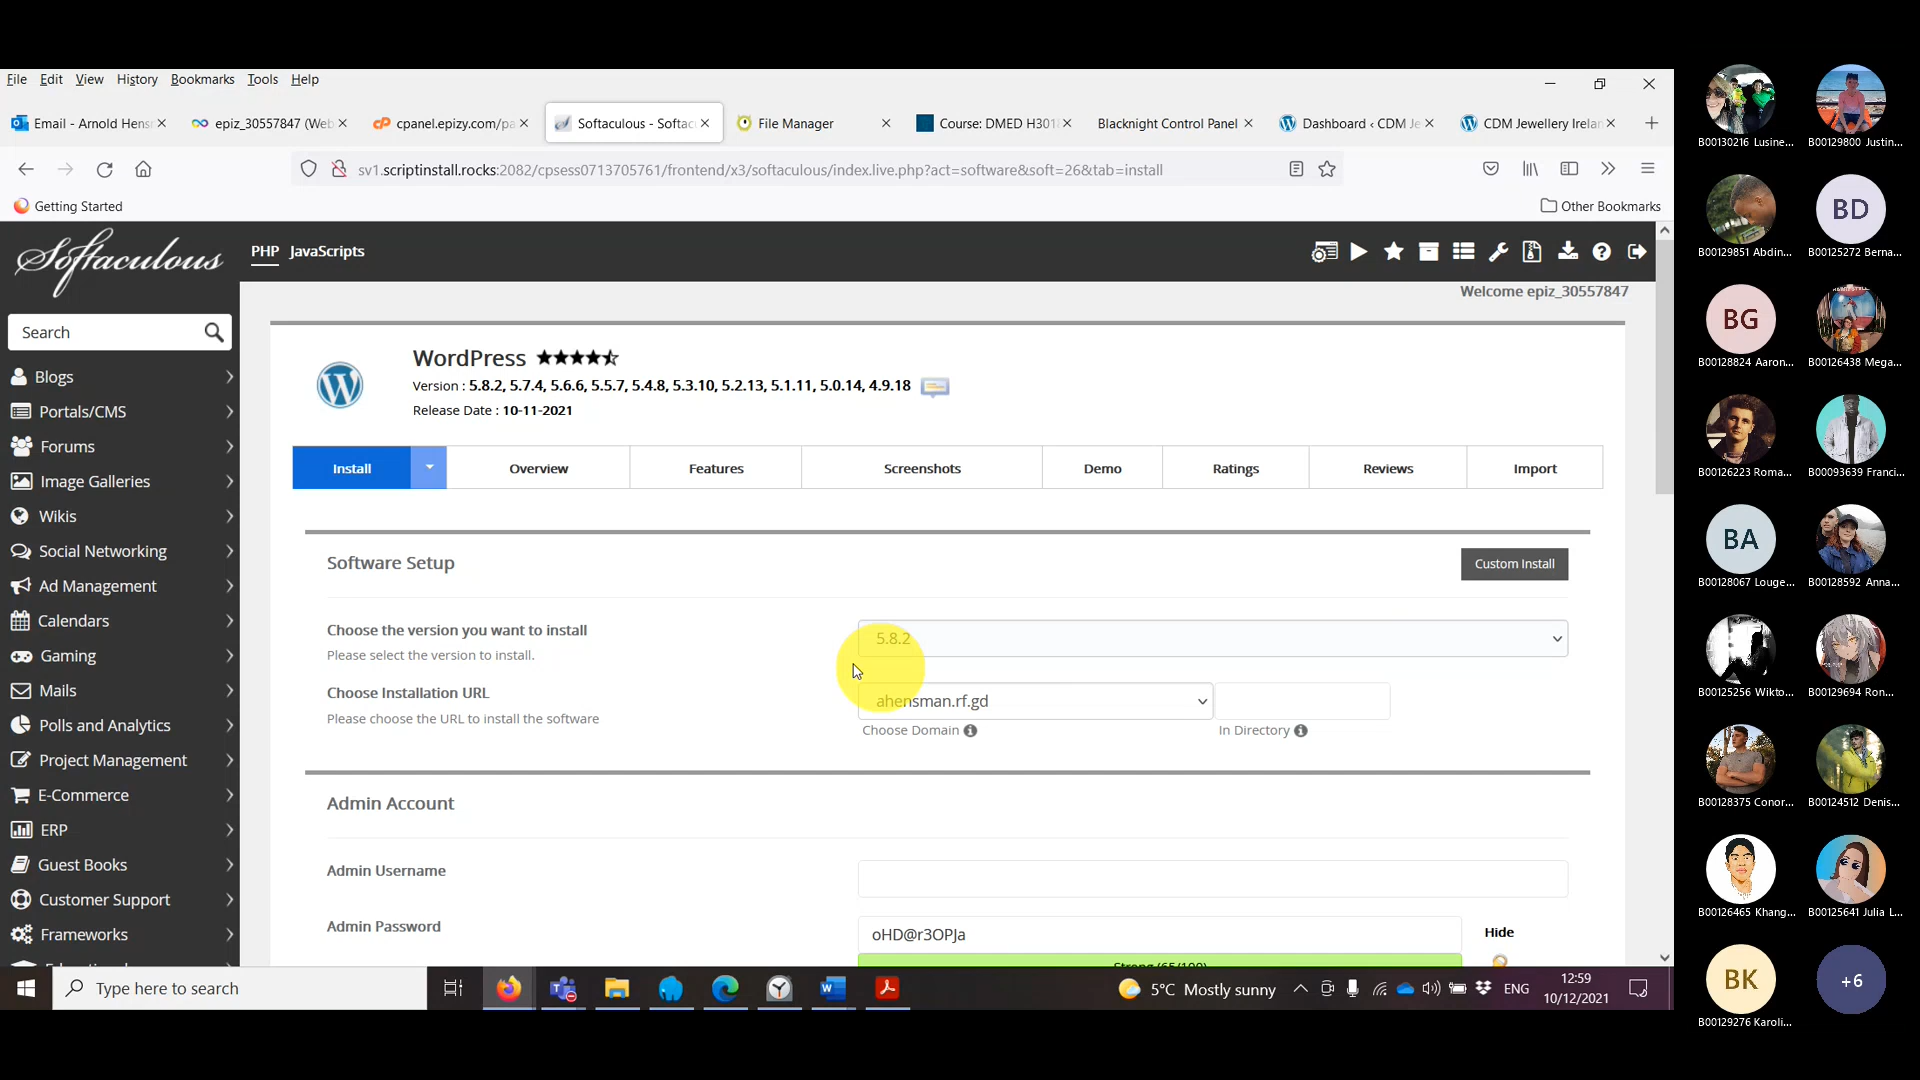 File Edit View History Bookmarks Tools Help
Email - Arnold Hens
epiz_30557847 (Web
cpanel.epizy.com/pa
Softaculous - Softac
File Manager
Course: DMED H301
Blacknight Control Panel
Dashboard ‹ CDM Je
CDM Jewellery Irelan
sv1.scriptinstall.rocks:2082/cpsess0713705761/frontend/x3/softaculous/index.live.php?act=software&soft=26&tab=install
Getting Started
Other Bookmarks
Softaculous
PHP JavaScripts
Welcome epiz_30557847
Search
Blogs
Portals/CMS
Forums
Image Galleries
Wikis
Social Networking
Ad Management
Calendars
Gaming
Mails
Polls and Analytics
Project Management
E-Commerce
ERP
Guest Books
Customer Support
Frameworks
WordPress
Version : 5.8.2, 5.7.4, 5.6.6, 5.5.7, 5.4.8, 5.3.10, 5.2.13, 5.1.11, 5.0.14, 4.9.18
Release Date : 10-11-2021
Install
Overview
Features
Screenshots
Demo
Ratings
Reviews
Import
Software Setup
Custom Install
Choose the version you want to install
Please select the version to install.
5.8.2
Choose Installation URL
Please choose the URL to install the software
ahensman.rf.gd
Choose Domain
In Directory
Admin Account
Admin Username
Admin Password
oHD@r3OPJa
Hide
Strong (65/100)
Type here to search
5°C Mostly sunny
ENG
12:59
10/12/2021
B00130216 Lusine...
B00129800 Justin...
B00129851 Abdin...
BD
B00125272 Berna...
BG
B00128824 Aaron...
B00126438 Mega...
B00126223 Roma...
B00093639 Franci...
BA
B00128067 Louge...
B00128592 Anna...
B00125256 Wikto...
B00129694 Ron...
B00128375 Conor...
B00124512 Denis...
B00126465 Khang...
B00125641 Julia L...
BK
B00129276 Karoli...
+6